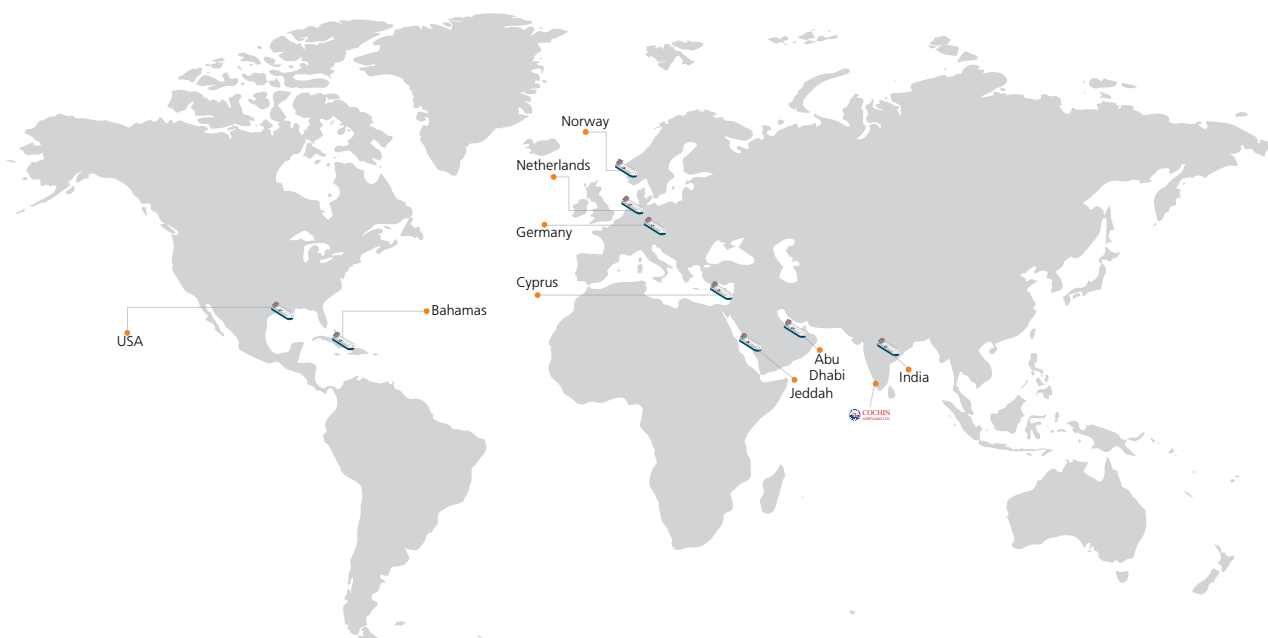 Norway
Netherlands
Germany
Cyprus
Bahamas
USA
Abu
Dhabi
India
Jeddah
COCHIN